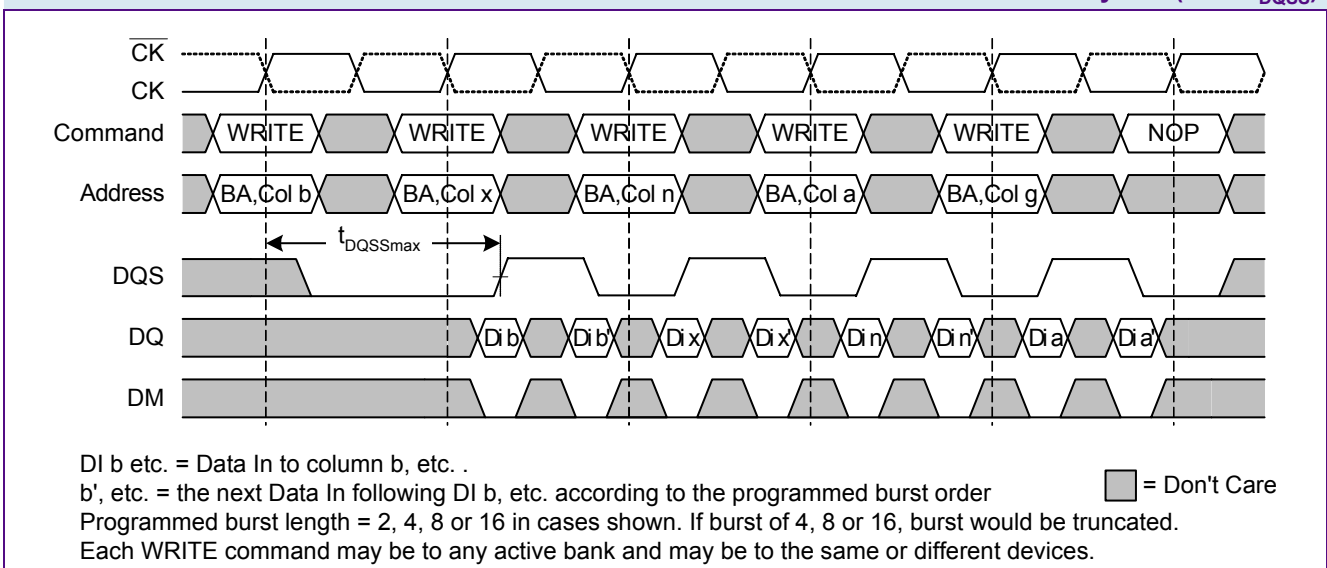 DQSS)
CK
CK
Command WRITE WRITE WRITE WRITE WRITE NOP
Address BA,Col b BA,Col x BA,Col n BA,Col a BA,Col g
tDQSSmax
DQS
DQ Di b Di b' Di x Di x' Di n Di n' Di a Di a'
DM
DI b etc. = Data In to column b, etc. .
b', etc. = the next Data In following DI b, etc. according to the programmed burst order
= Don't Care
Programmed burst length = 2, 4, 8 or 16 in cases shown. If burst of 4, 8 or 16, burst would be truncated.
Each WRITE command may be to any active bank and may be to the same or different devices.